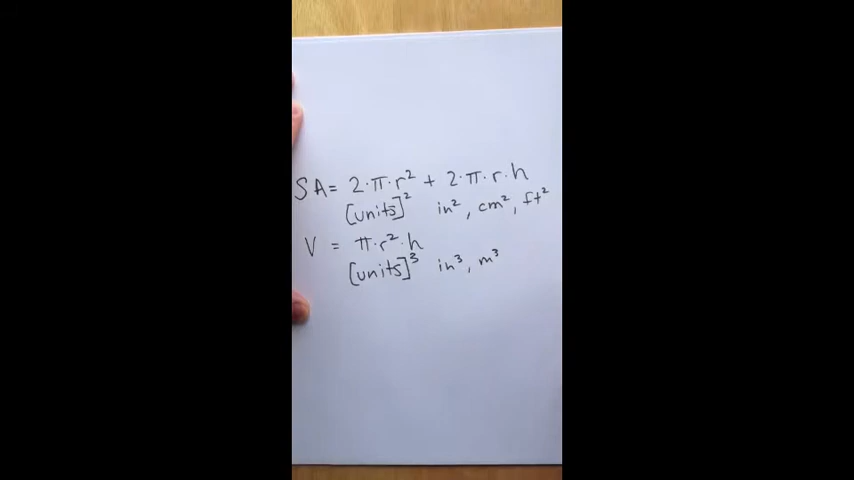 SA = 2·π·r² + 2·π·r·h
[units]² in², cm², ft²
V = π·r²·h
[units]³ in³, m³